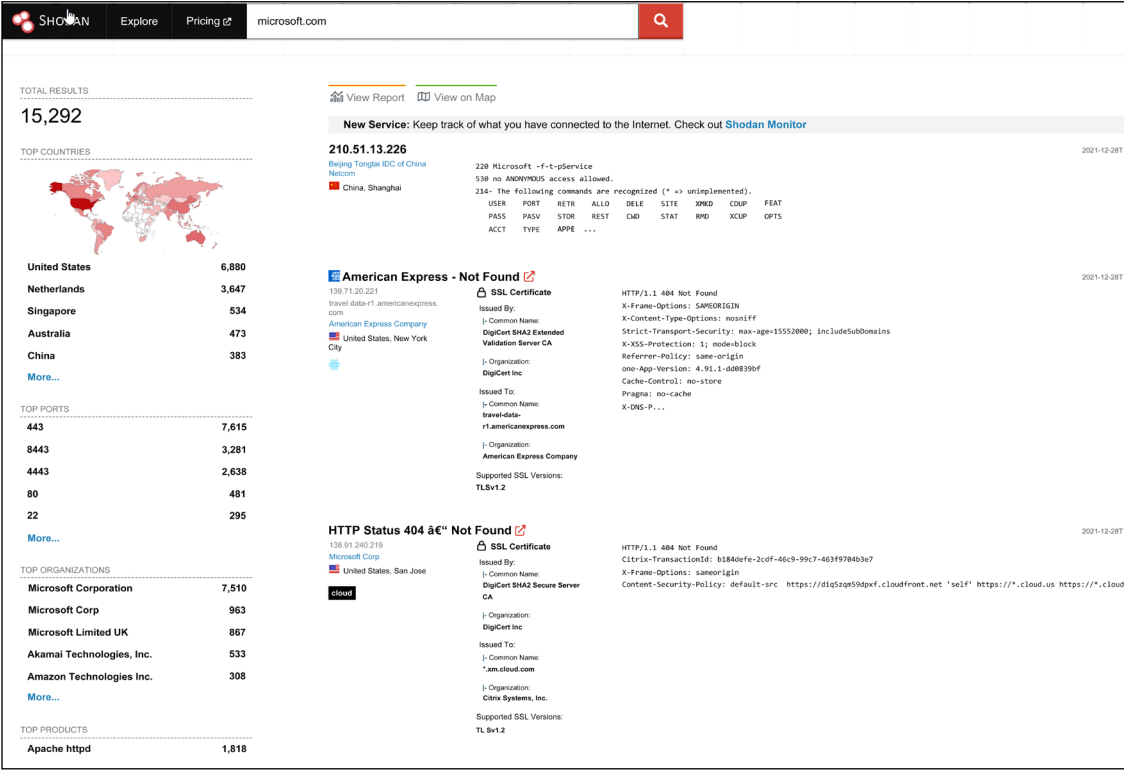 SHODAN Explore Pricing microsoft.com
TOTAL RESULTS
15,292
TOP COUNTRIES
United States 6,880
Netherlands 3,647
Singapore 534
Australia 473
China 383
More...
TOP PORTS
443 7,615
8443 3,281
4443 2,638
80 481
22 295
More...
TOP ORGANIZATIONS
Microsoft Corporation 7,510
Microsoft Corp 963
Microsoft Limited UK 867
Akamai Technologies, Inc. 533
Amazon Technologies Inc. 308
More...
TOP PRODUCTS
Apache httpd 1,818
View Report View on Map
New Service: Keep track of what you have connected to the Internet. Check out Shodan Monitor
210.51.13.226
2021-12-28T
Beijing Tongtai IDC of China
Netcom
China, Shanghai
220 Microsoft -f-t-pService
530 no ANONYMOUS access allowed.
214- The following commands are recognized (* => unimplemented).
USER PORT RETR ALLO DELE SITE XMKD CDUP FEAT
PASS PASV STOR REST CWD STAT RMD XCUP OPTS
ACCT TYPE APPE ...
American Express - Not Found
2021-12-28T
139.71.20.221
travel data-r1.americanexpress.
com
American Express Company
United States, New York
City
SSL Certificate
Issued By:
|- Common Name:
DigiCert SHA2 Extended
Validation Server CA
|- Organization:
DigiCert Inc
Issued To:
|- Common Name:
travel-data-
r1.americanexpress.com
|- Organization:
American Express Company
Supported SSL Versions:
TLSv1.2
HTTP/1.1 404 Not Found
X-Frame-Options: SAMEORIGIN
X-Content-Type-Options: nosniff
Strict-Transport-Security: max-age=15552000; includeSubDomains
X-XSS-Protection: 1; mode=block
Referrer-Policy: same-origin
one-App-Version: 4.91.1-dd0839bf
Cache-Control: no-store
Pragma: no-cache
X-DNS-P...
HTTP Status 404 â€“ Not Found
2021-12-28T
138.91.240.219
Microsoft Corp
United States, San Jose
cloud
SSL Certificate
Issued By:
|- Common Name:
DigiCert SHA2 Secure Server
CA
|- Organization:
DigiCert Inc
Issued To:
|- Common Name:
*.xm.cloud.com
|- Organization:
Citrix Systems, Inc.
Supported SSL Versions:
TL Sv1.2
HTTP/1.1 404 Not Found
Citrix-TransactionId: b184defe-2cdf-46c9-99c7-463f9704b3e7
X-Frame-Options: sameorigin
Content-Security-Policy: default-src https://diq5zqm59dpxf.cloudfront.net 'self' https://*.cloud.us https://*.cloud